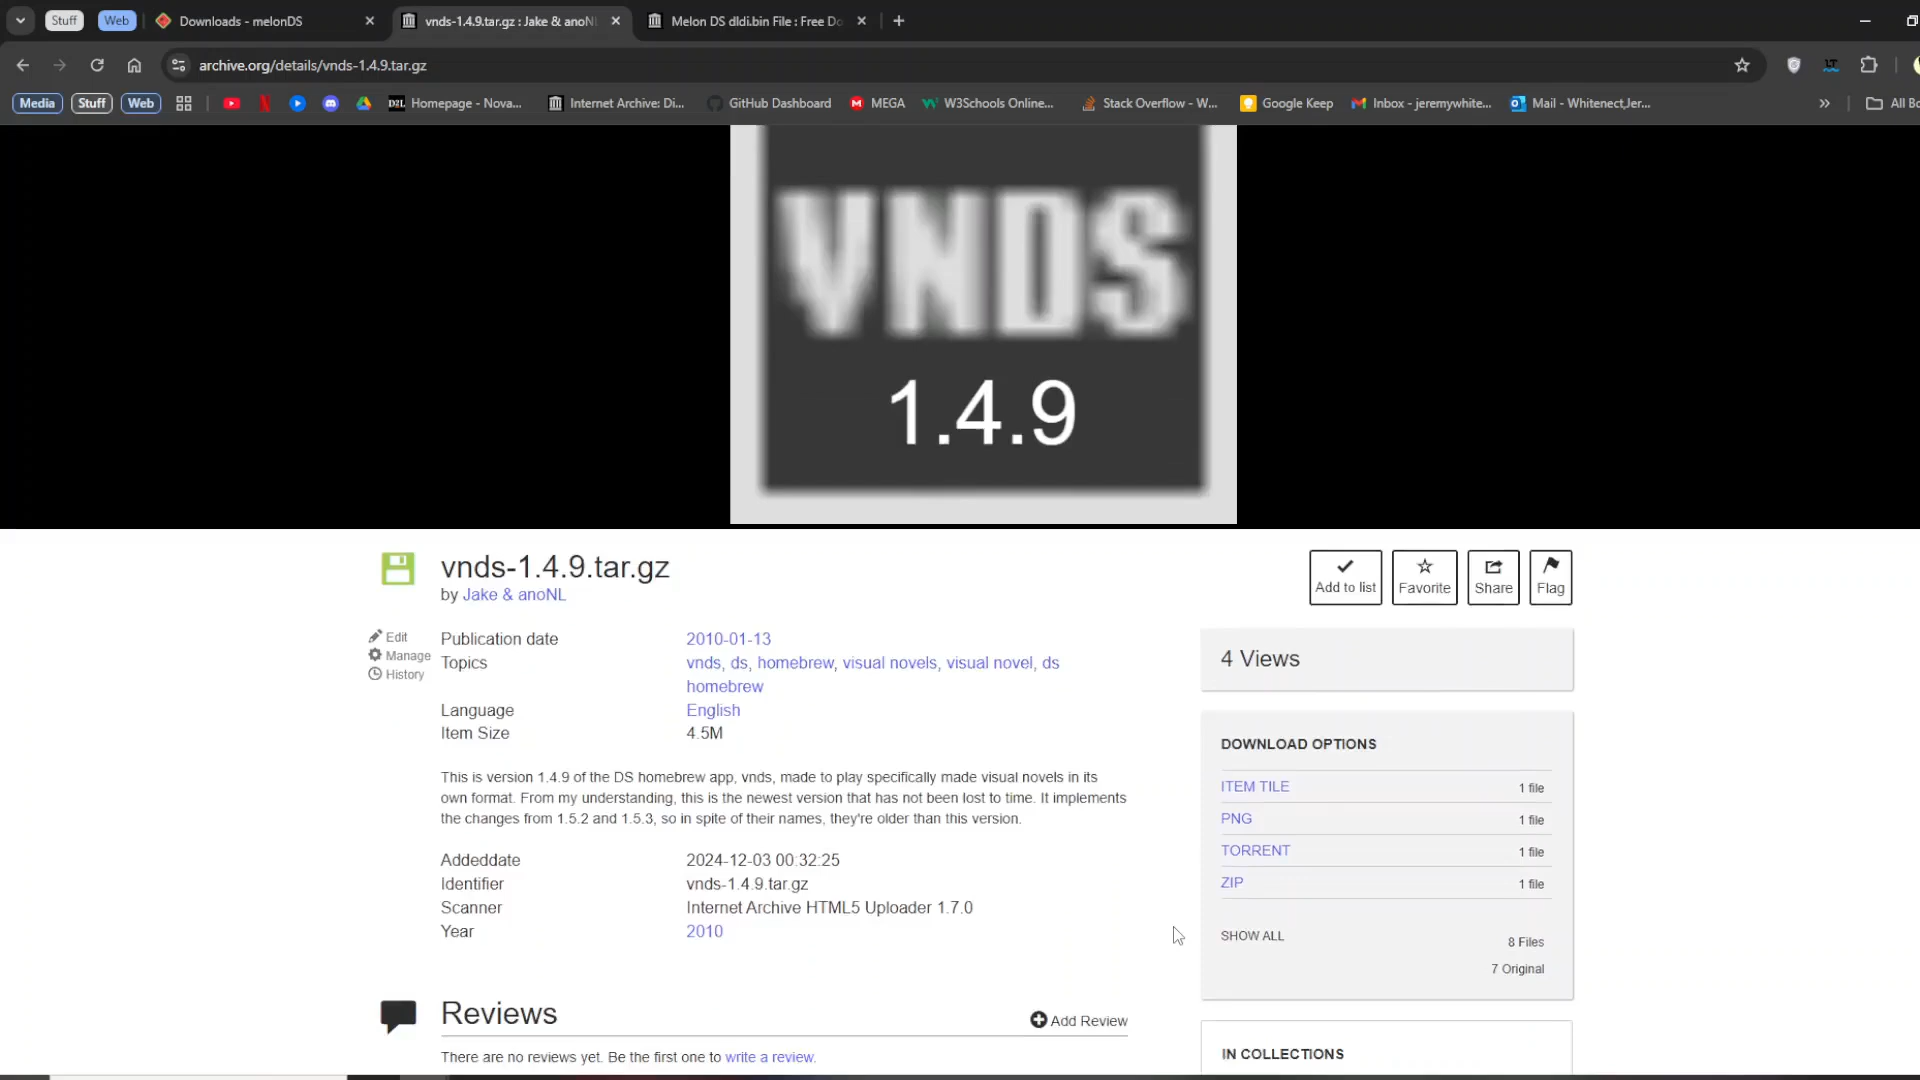 Stuff
Web
Downloads - melonDS
vnds-1.4.9.tar.gz : Jake & anoNL
Melon DS dldi.bin File : Free Do
archive.org/details/vnds-1.4.9.tar.gz
Media
Stuff
Web
D2L
Homepage - Nova...
Internet Archive: Di...
GitHub Dashboard
MEGA
W3Schools Online...
Stack Overflow - W...
Google Keep
Inbox - jeremywhite...
Mail - Whitenect,Jer...
All Bo
VNDS
1.4.9
vnds-1.4.9.tar.gz
by Jake & anoNL
Add to list
Favorite
Share
Flag
Edit
Manage
History
Publication date 2010-01-13
Topics vnds, ds, homebrew, visual novels, visual novel, ds
homebrew
Language English
Item Size 4.5M
This is version 1.4.9 of the DS homebrew app, vnds, made to play specifically made visual novels in its
own format. From my understanding, this is the newest version that has not been lost to time. It implements
the changes from 1.5.2 and 1.5.3, so in spite of their names, they're older than this version.
Addeddate 2024-12-03 00:32:25
Identifier vnds-1.4.9.tar.gz
Scanner Internet Archive HTML5 Uploader 1.7.0
Year 2010
Reviews
Add Review
There are no reviews yet. Be the first one to write a review.
4 Views
DOWNLOAD OPTIONS
ITEM TILE 1 file
PNG 1 file
TORRENT 1 file
ZIP 1 file
SHOW ALL 8 Files
7 Original
IN COLLECTIONS